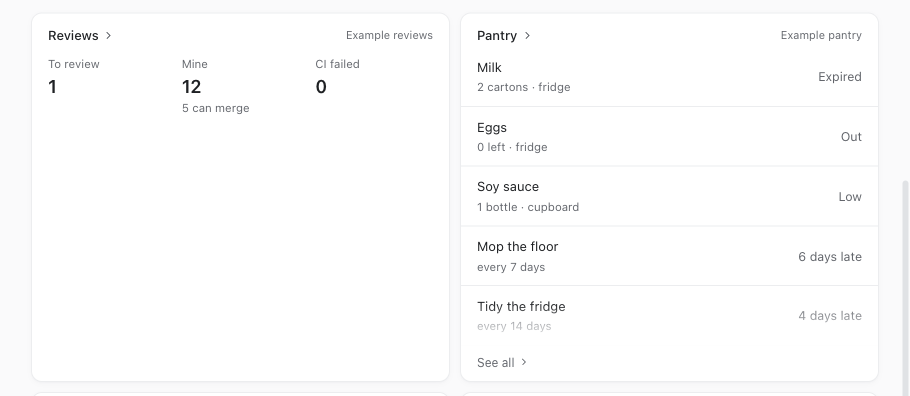 Reviews
Example reviews
To review
Mine
CI failed
1
12
0
5 can merge
Pantry
Example pantry
Milk
2 cartons · fridge
Expired
Eggs
0 left · fridge
Out
Soy sauce
1 bottle · cupboard
Low
Mop the floor
every 7 days
6 days late
Tidy the fridge
every 14 days
4 days late
See all